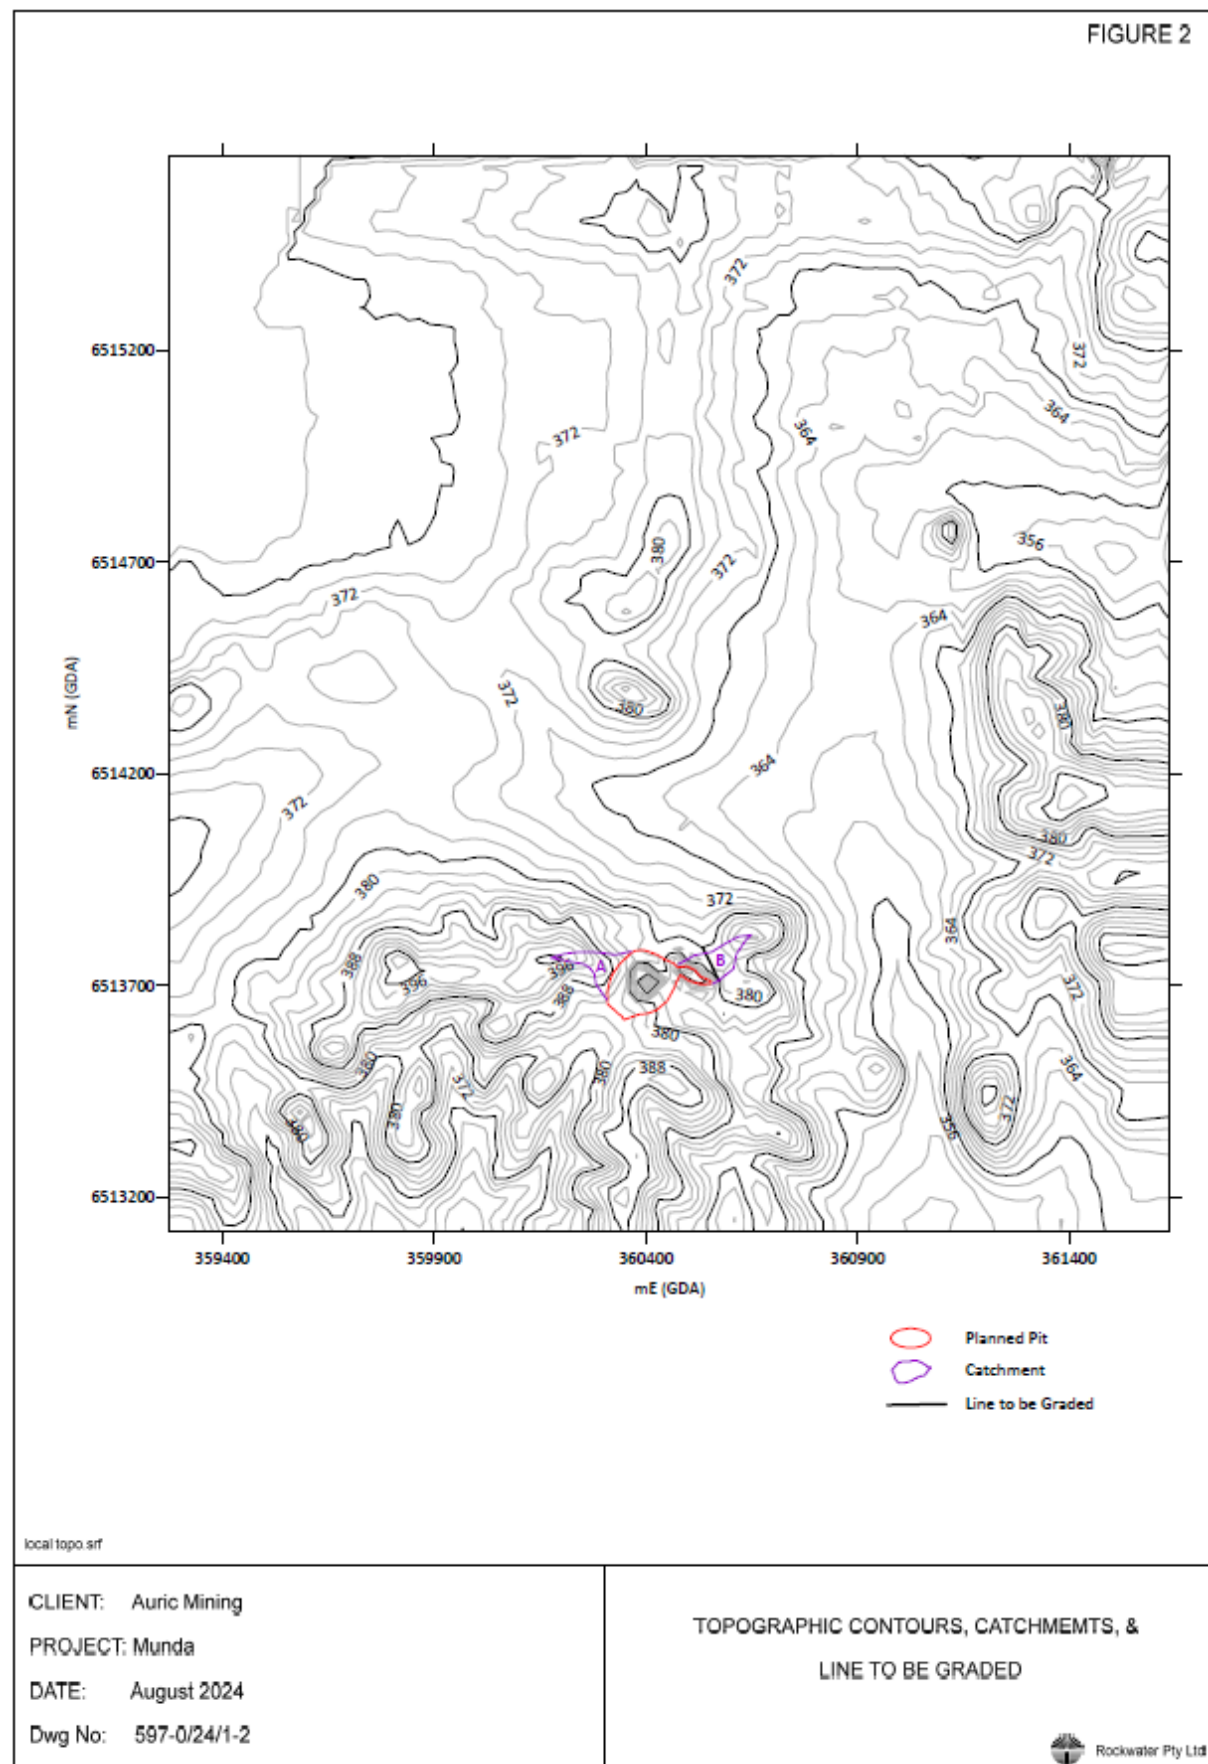 FIGURE 2
372
6515200
372
364
372
364
380
356
6514700
372
372
364
mN (GDA)
372
380
380
364
6514200
372
380
372
380
372
364
388
396
A
B
396
6513700
388
380
372
380
380
380
388
364
372
380
372
380
356
6513200
359400
359900
360400
360900
361400
mE (GDA)
Planned Pit
Catchment
Line to be Graded
local topo.srf
CLIENT: Auric Mining
PROJECT: Munda
DATE: August 2024
Dwg No: 597-0/24/1-2
TOPOGRAPHIC CONTOURS, CATCHMEMTS, &
LINE TO BE GRADED
Rockwater Pty Ltd